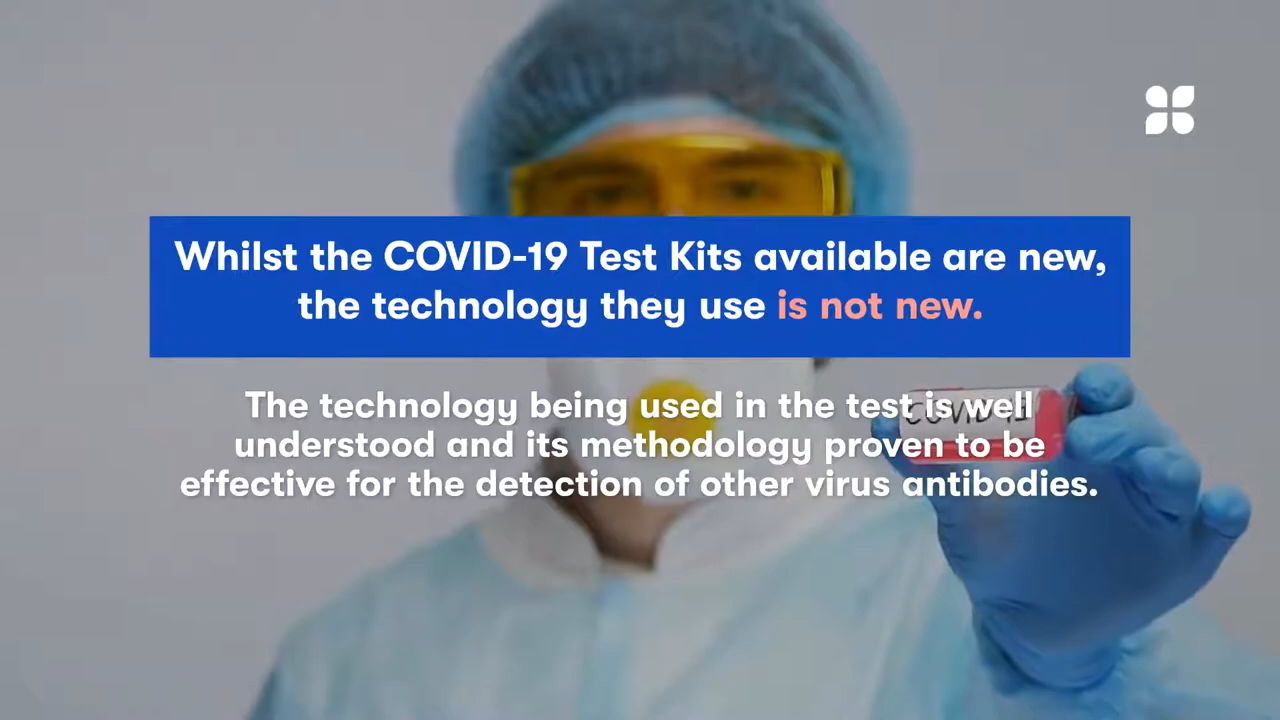 Whilst the COVID-19 Test Kits available are new,
the technology they use is not new.
The technology being used in the test is well
understood and its methodology proven to be
effective for the detection of other virus antibodies.
COVID-19